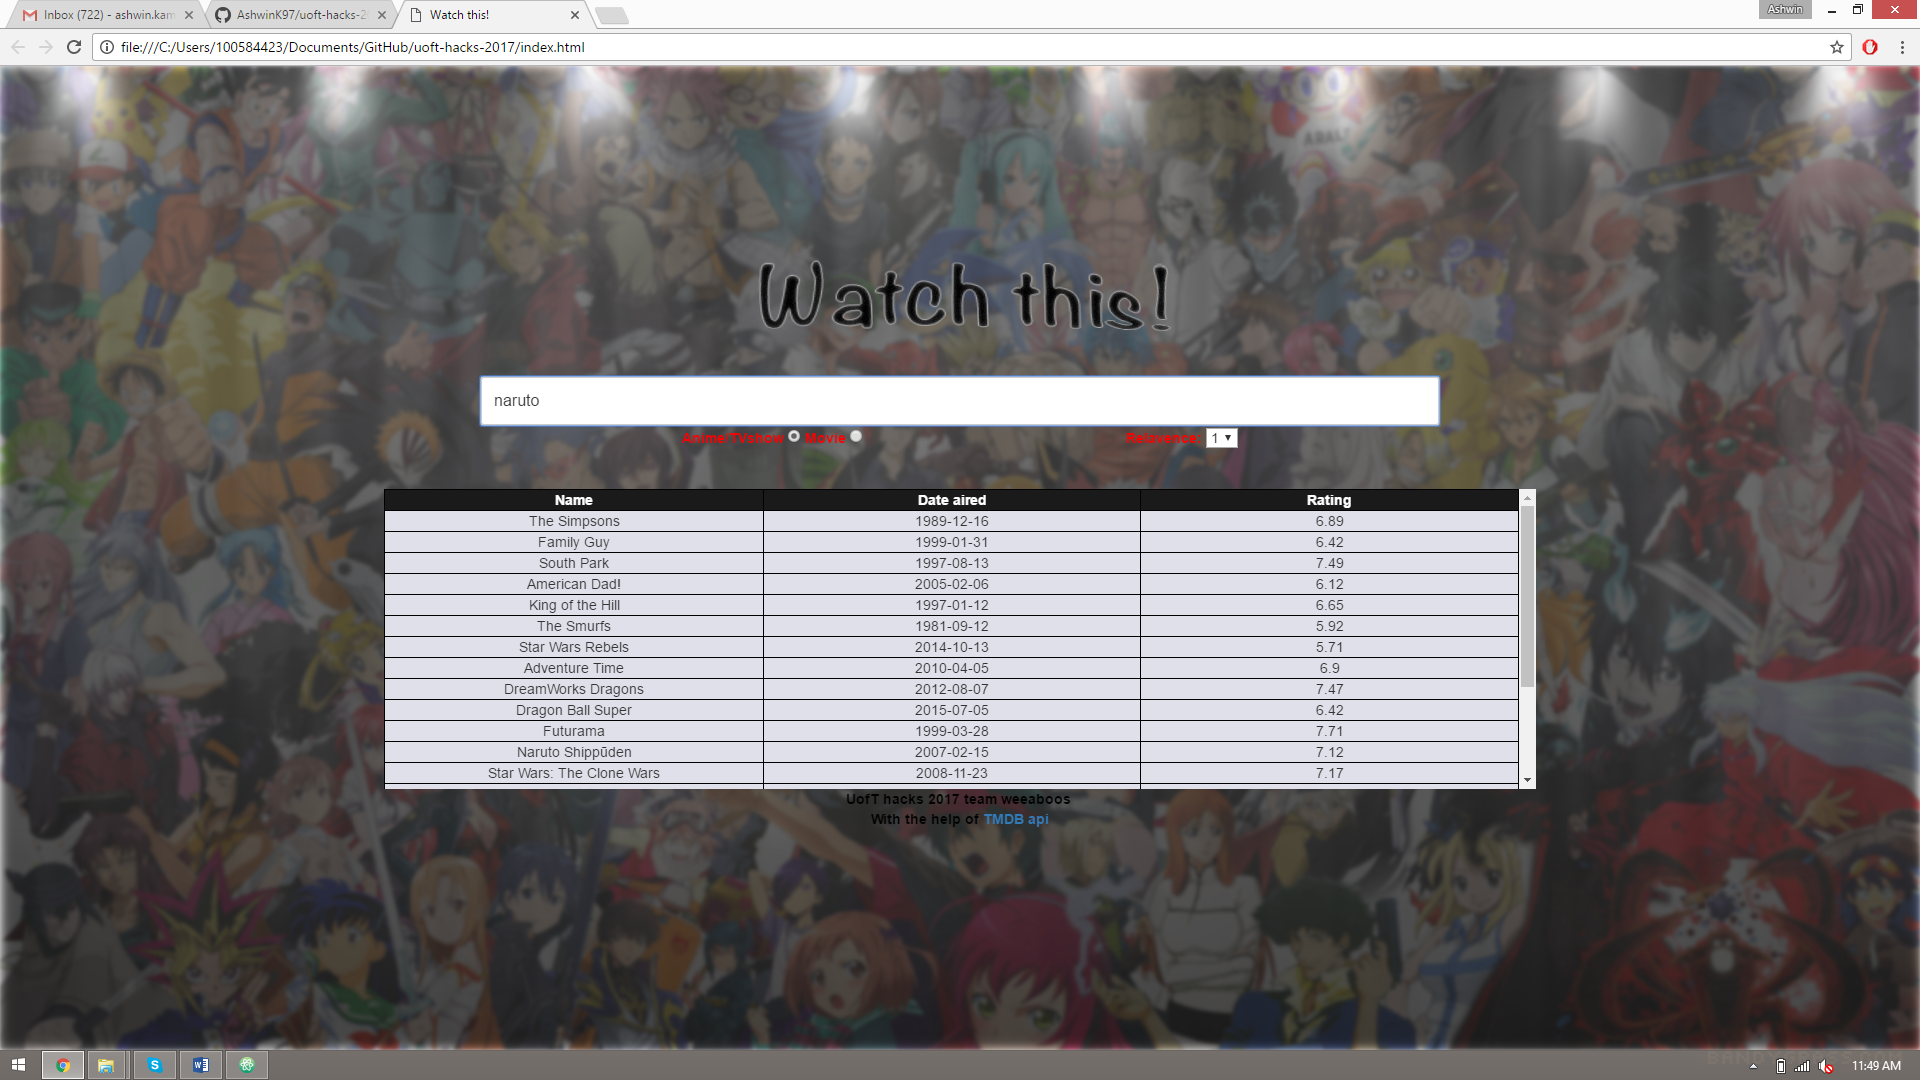 Inbox (722) - ashwin.kam
AshwinK97/uoft-hacks-2
Watch this!
Ashwin
file:///C:/Users/100584423/Documents/GitHub/uoft-hacks-2017/index.html
Watch this!
naruto
Anime/TVshow Movie Relavence: 1
Name Date aired Rating
The Simpsons 1989-12-16 6.89
Family Guy 1999-01-31 6.42
South Park 1997-08-13 7.49
American Dad! 2005-02-06 6.12
King of the Hill 1997-01-12 6.65
The Smurfs 1981-09-12 5.92
Star Wars Rebels 2014-10-13 5.71
Adventure Time 2010-04-05 6.9
DreamWorks Dragons 2012-08-07 7.47
Dragon Ball Super 2015-07-05 6.42
Futurama 1999-03-28 7.71
Naruto Shippūden 2007-02-15 7.12
Star Wars: The Clone Wars 2008-11-23 7.17
UofT hacks 2017 team weeaboos
With the help of TMDB api
11:49 AM